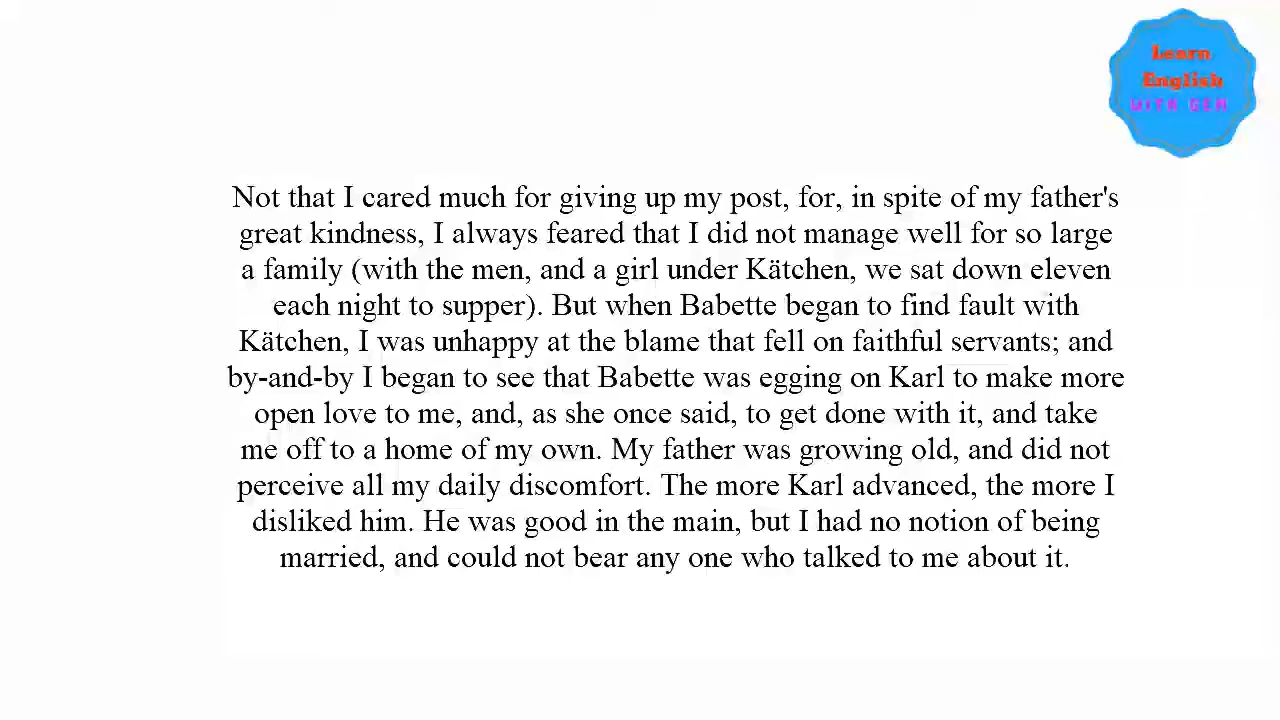 Learn
English
WITH GEM
Not that I cared much for giving up my post, for, in spite of my father's
great kindness, I always feared that I did not manage well for so large
a family (with the men, and a girl under Kätchen, we sat down eleven
each night to supper). But when Babette began to find fault with
Kätchen, I was unhappy at the blame that fell on faithful servants; and
by-and-by I began to see that Babette was egging on Karl to make more
open love to me, and, as she once said, to get done with it, and take
me off to a home of my own. My father was growing old, and did not
perceive all my daily discomfort. The more Karl advanced, the more I
disliked him. He was good in the main, but I had no notion of being
married, and could not bear any one who talked to me about it.